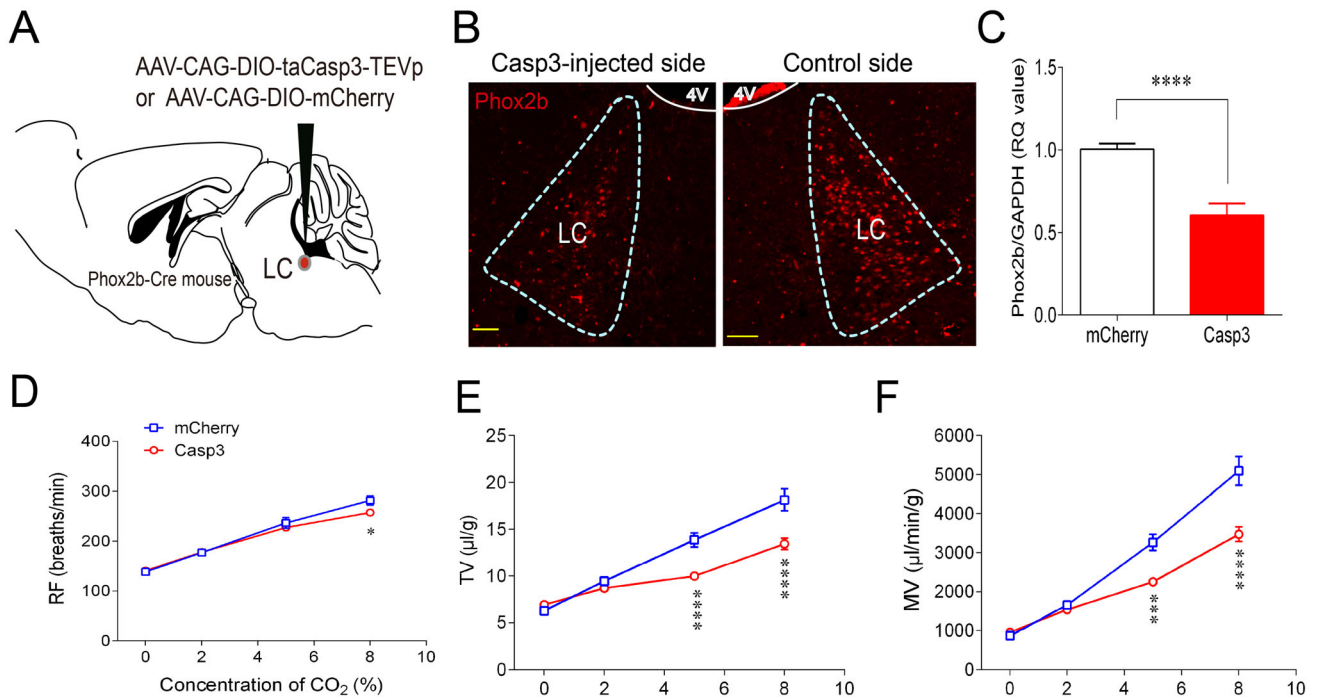 A
AAV-CAG-DIO-taCasp3-TEVp
or AAV-CAG-DIO-mCherry
Phox2b-Cre mouse
LC
B
Casp3-injected side
Control side
Phox2b
4V
4V
LC
LC
C
Phox2b/GAPDH (RQ value)
1.5
1.0
0.5
0.0
****
mCherry
Casp3
D
mCherry
Casp3
RF (breaths/min)
400
300
200
100
0
*
0 2 4 6 8 10
Concentration of CO₂ (%)
E
TV (µl/g)
25
20
15
10
5
0
****
****
0 2 4 6 8 10
F
MV (µl/min/g)
6000
5000
4000
3000
2000
1000
0
***
****
0 2 4 6 8 10